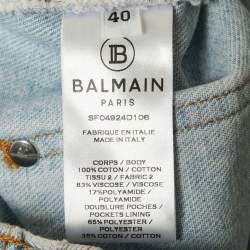 40
B
BALMAIN
PARIS
SF04924D106
FABRIQUE EN ITALIE
MADE IN ITALY
CORPS / BODY
100% COTON / COTTON
TISSU 2 / FABRIC 2
83% VISCOSE / VISCOSE
17% POLYAMIDE /
POLYAMIDE
DOUBLURE POCHES /
POCKETS LINING
65% POLYESTER /
POLYESTER
35% COTON / COTTON